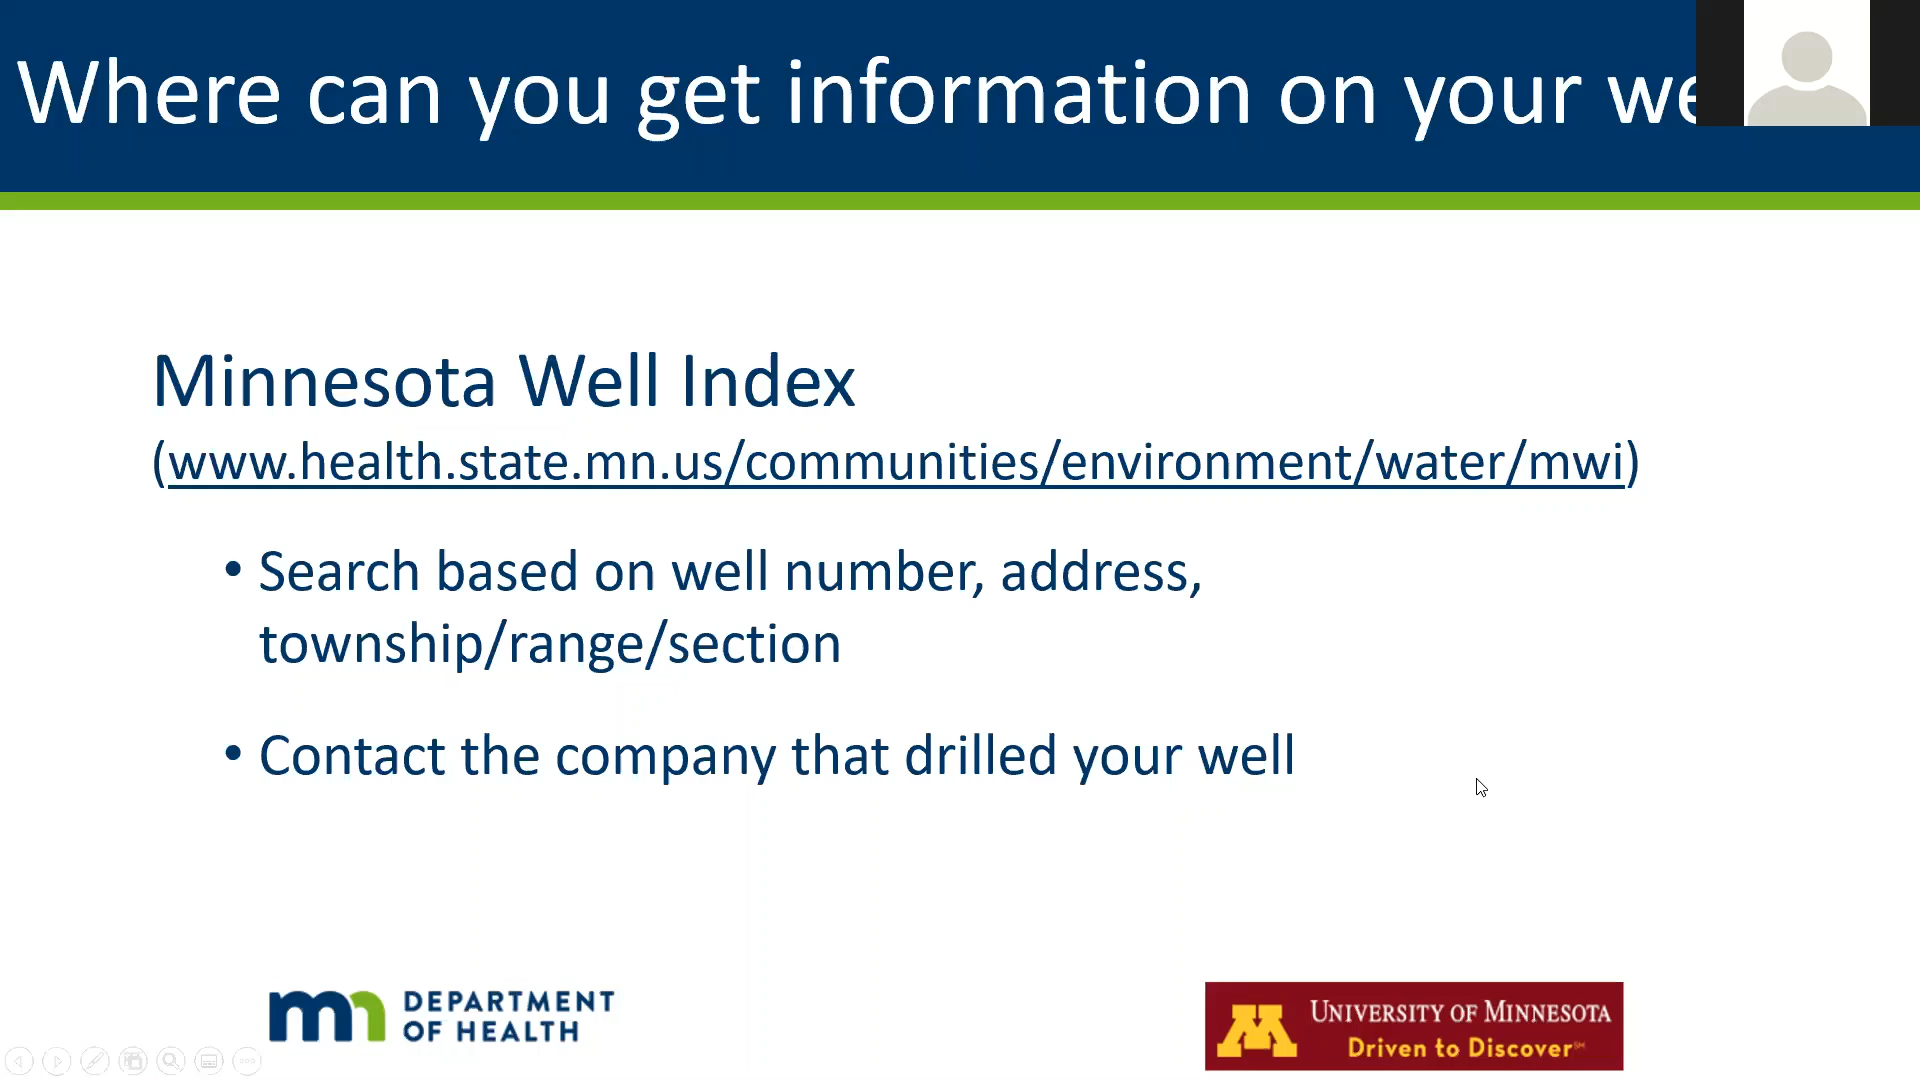 Where can you get information on your we
Minnesota Well Index
(www.health.state.mn.us/communities/environment/water/mwi)
• Search based on well number, address,
township/range/section
• Contact the company that drilled your well
mn DEPARTMENT
OF HEALTH
M UNIVERSITY OF MINNESOTA
Driven to Discover℠